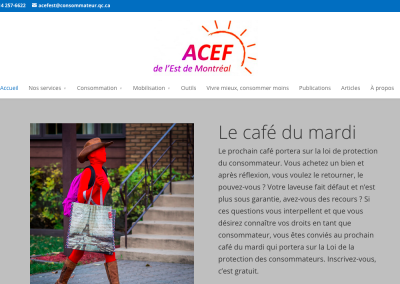 4 257-6622 acefest@consommateur.qc.ca
ACEF
de l'Est de Montréal
Accueil Nos services Consommation Mobilisation Outils Vivre mieux, consommer moins Publications Articles À propos
Le café du mardi
Le prochain café portera sur la loi de protection
du consommateur. Vous achetez un bien et
après réflexion, vous voulez le retourner, le
pouvez-vous ? Votre laveuse fait défaut et n'est
plus sous garantie, avez-vous des recours ? Si
ces questions vous interpellent et que vous
désirez connaître vos droits en tant que
consommateur, vous êtes conviés au prochain
café du mardi qui portera sur la Loi de la
protection des consommateurs. Inscrivez-vous,
c'est gratuit.